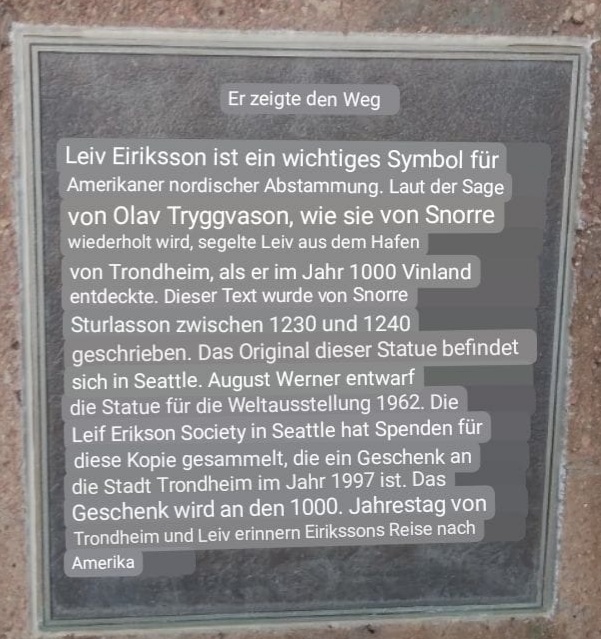 Er zeigte den Weg
Leiv Eiriksson ist ein wichtiges Symbol für
Amerikaner nordischer Abstammung. Laut der Sage
von Olav Tryggvason, wie sie von Snorre
wiederholt wird, segelte Leiv aus dem Hafen
von Trondheim, als er im Jahr 1000 Vinland
entdeckte. Dieser Text wurde von Snorre
Sturlasson zwischen 1230 und 1240
geschrieben. Das Original dieser Statue befindet
sich in Seattle. August Werner entwarf
die Statue für die Weltausstellung 1962. Die
Leif Erikson Society in Seattle hat Spenden für
diese Kopie gesammelt, die ein Geschenk an
die Stadt Trondheim im Jahr 1997 ist. Das
Geschenk wird an den 1000. Jahrestag von
Trondheim und Leiv erinnern Eirikssons Reise nach
Amerika